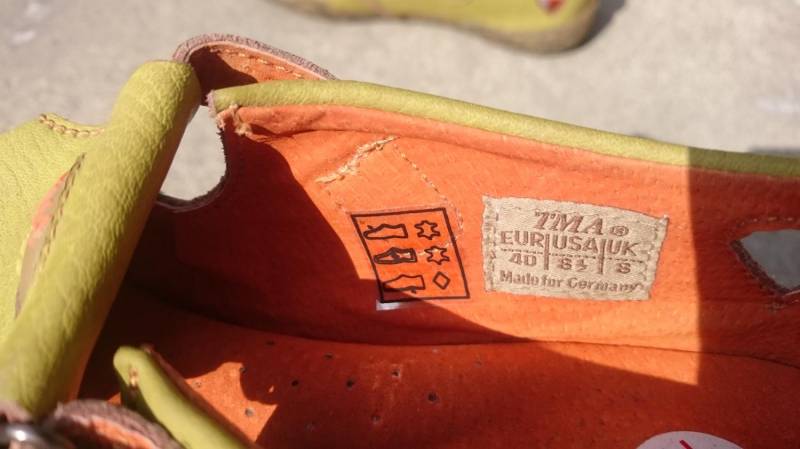 TMA®
EUR USA UK
40 8½ 8
Made for Germany